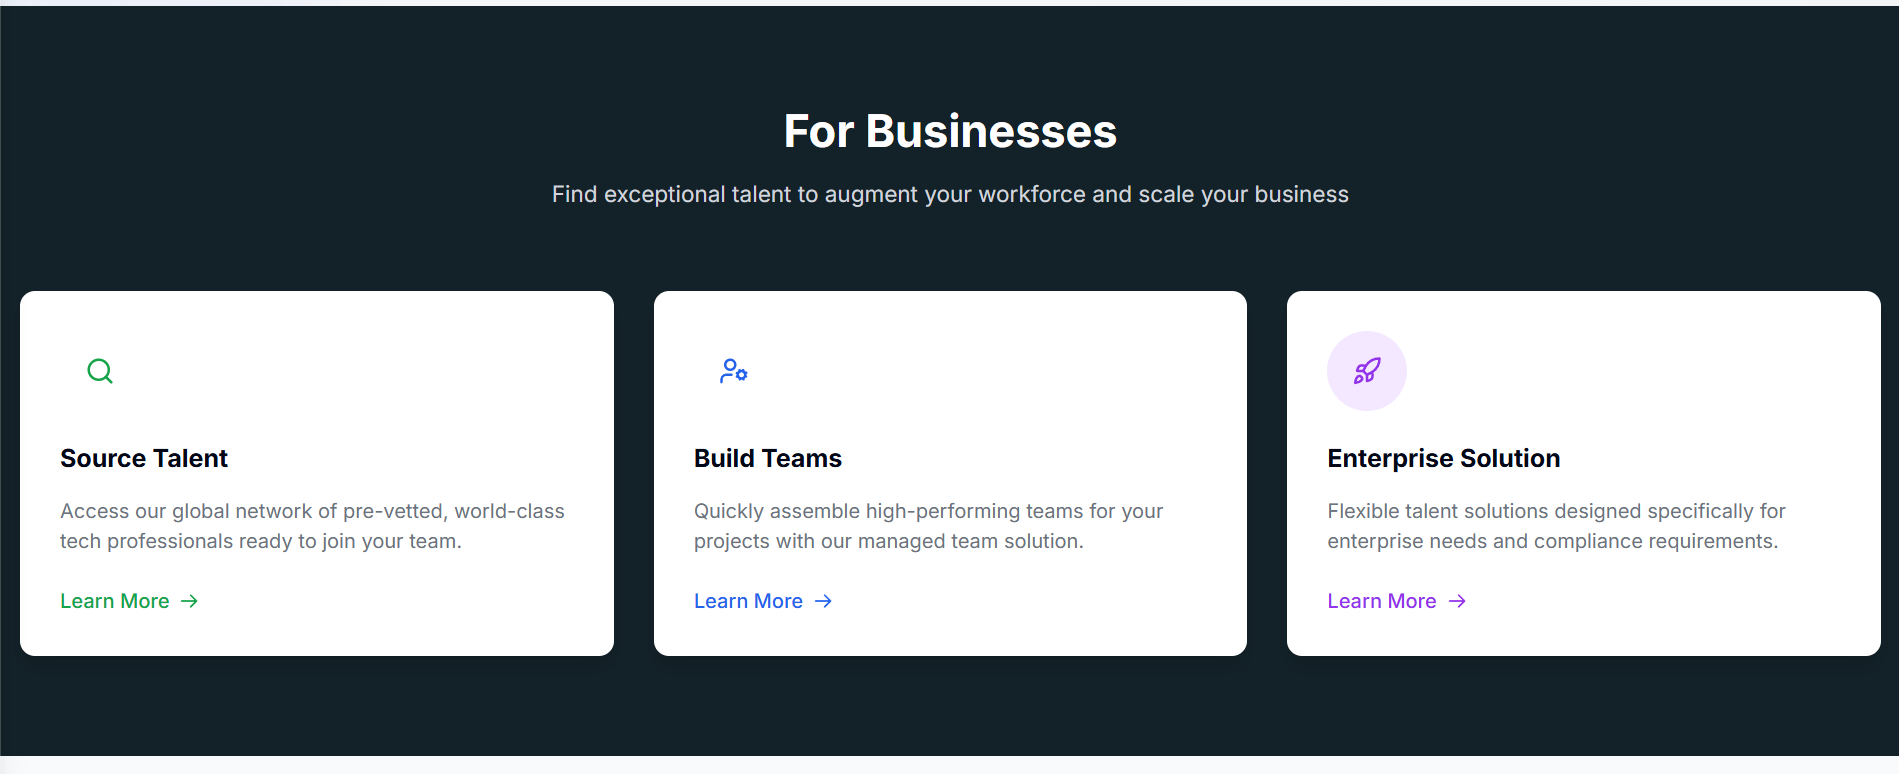 For Businesses
Find exceptional talent to augment your workforce and scale your business
Source Talent
Access our global network of pre-vetted, world-class
tech professionals ready to join your team.
Learn More →
Build Teams
Quickly assemble high-performing teams for your
projects with our managed team solution.
Learn More →
Enterprise Solution
Flexible talent solutions designed specifically for
enterprise needs and compliance requirements.
Learn More →